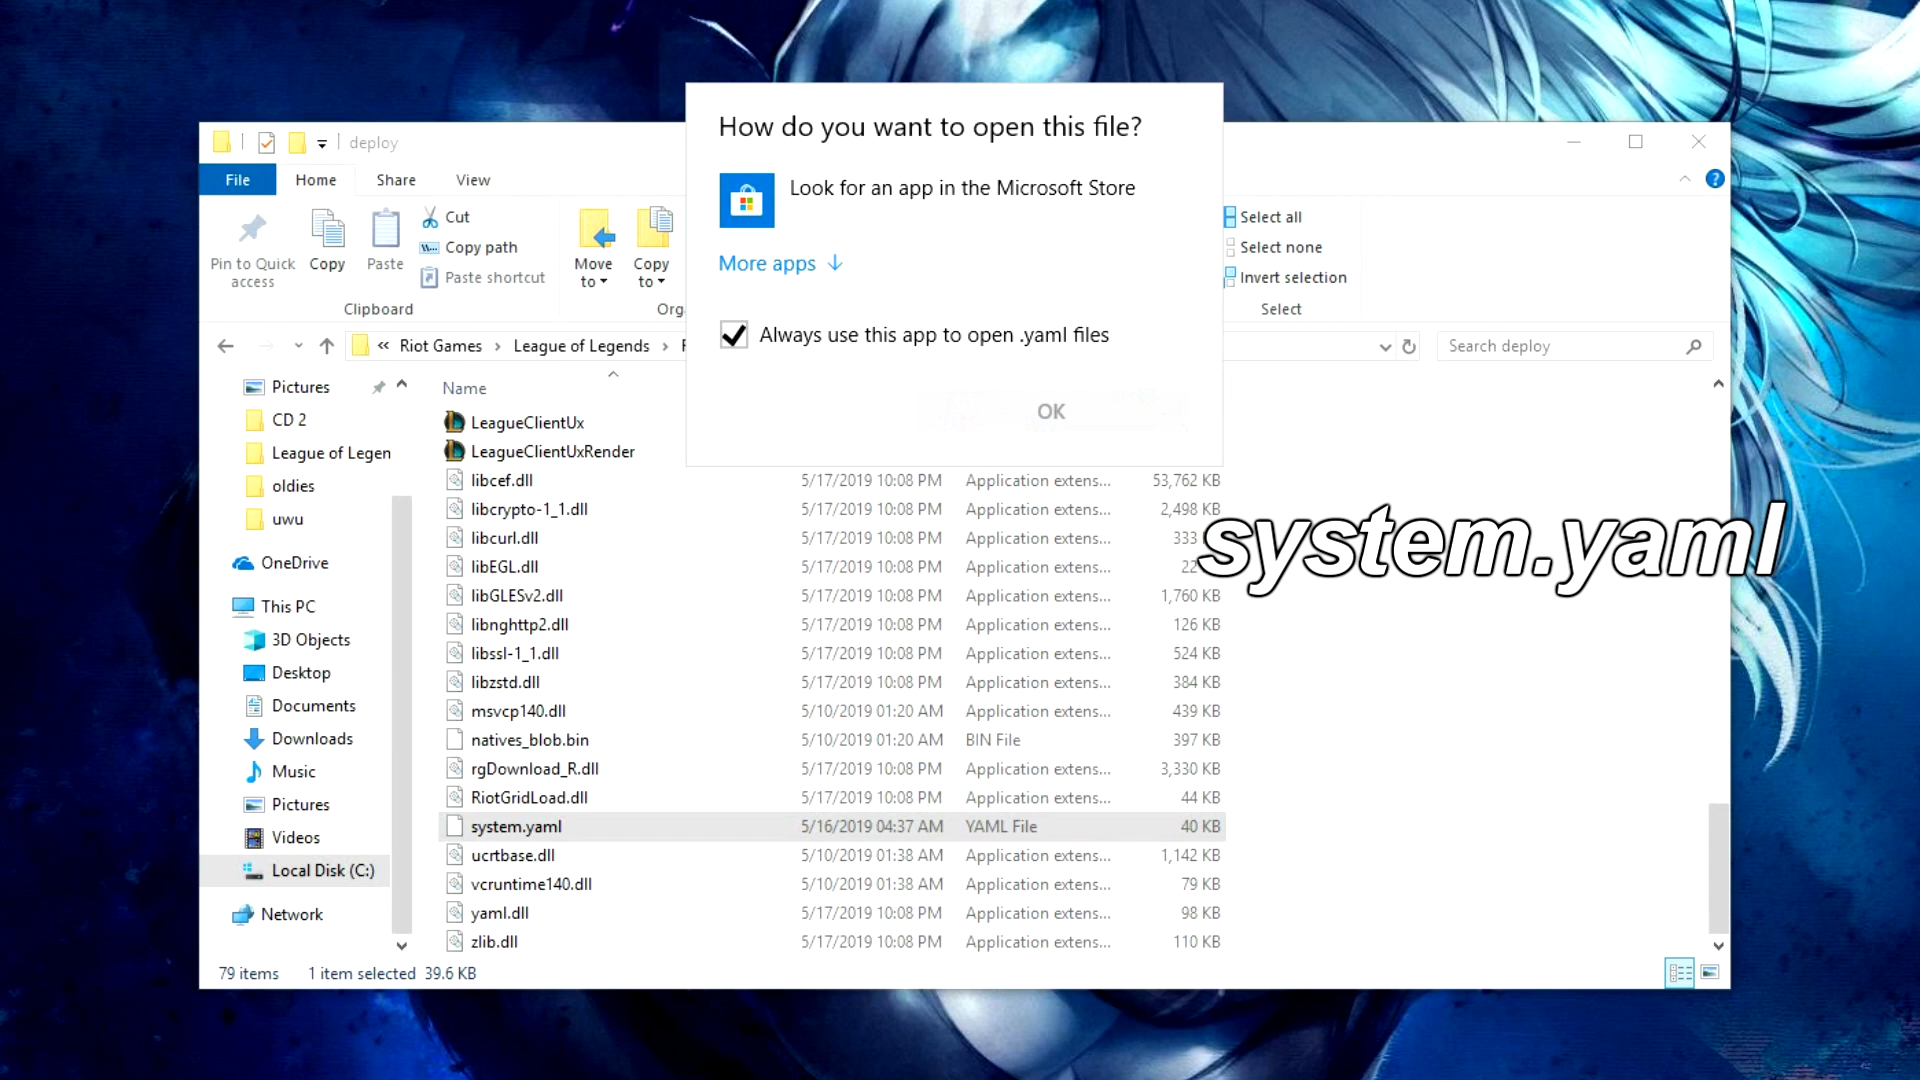 How do you want to open this file?
Look for an app in the Microsoft Store
More apps ↓
Always use this app to open .yaml files
OK
deploy
File Home Share View
Pin to Quick access
Copy
Paste
Cut
Copy path
Paste shortcut
Clipboard
Move to
Copy to
Org
Select all
Select none
Invert selection
Select
« Riot Games › League of Legends ›
Search deploy
Pictures
CD 2
League of Legen
oldies
uwu
OneDrive
This PC
3D Objects
Desktop
Documents
Downloads
Music
Pictures
Videos
Local Disk (C:)
Network
Name
LeagueClientUx
LeagueClientUxRender
libcef.dll 5/17/2019 10:08 PM Application extens... 53,762 KB
libcrypto-1_1.dll 5/17/2019 10:08 PM Application extens... 2,498 KB
libcurl.dll 5/17/2019 10:08 PM Application extens... 333
libEGL.dll 5/17/2019 10:08 PM Application extens...
libGLESv2.dll 5/17/2019 10:08 PM Application extens... 1,760 KB
libnghttp2.dll 5/17/2019 10:08 PM Application extens... 126 KB
libssl-1_1.dll 5/17/2019 10:08 PM Application extens... 524 KB
libzstd.dll 5/17/2019 10:08 PM Application extens... 384 KB
msvcp140.dll 5/10/2019 01:20 AM Application extens... 439 KB
natives_blob.bin 5/10/2019 01:20 AM BIN File 397 KB
rgDownload_R.dll 5/17/2019 10:08 PM Application extens... 3,330 KB
RiotGridLoad.dll 5/17/2019 10:08 PM Application extens... 44 KB
system.yaml 5/16/2019 04:37 AM YAML File 40 KB
ucrtbase.dll 5/10/2019 01:38 AM Application extens... 1,142 KB
vcruntime140.dll 5/10/2019 01:38 AM Application extens... 79 KB
yaml.dll 5/17/2019 10:08 PM Application extens... 98 KB
zlib.dll 5/17/2019 10:08 PM Application extens... 110 KB
system.yaml
79 items 1 item selected 39.6 KB